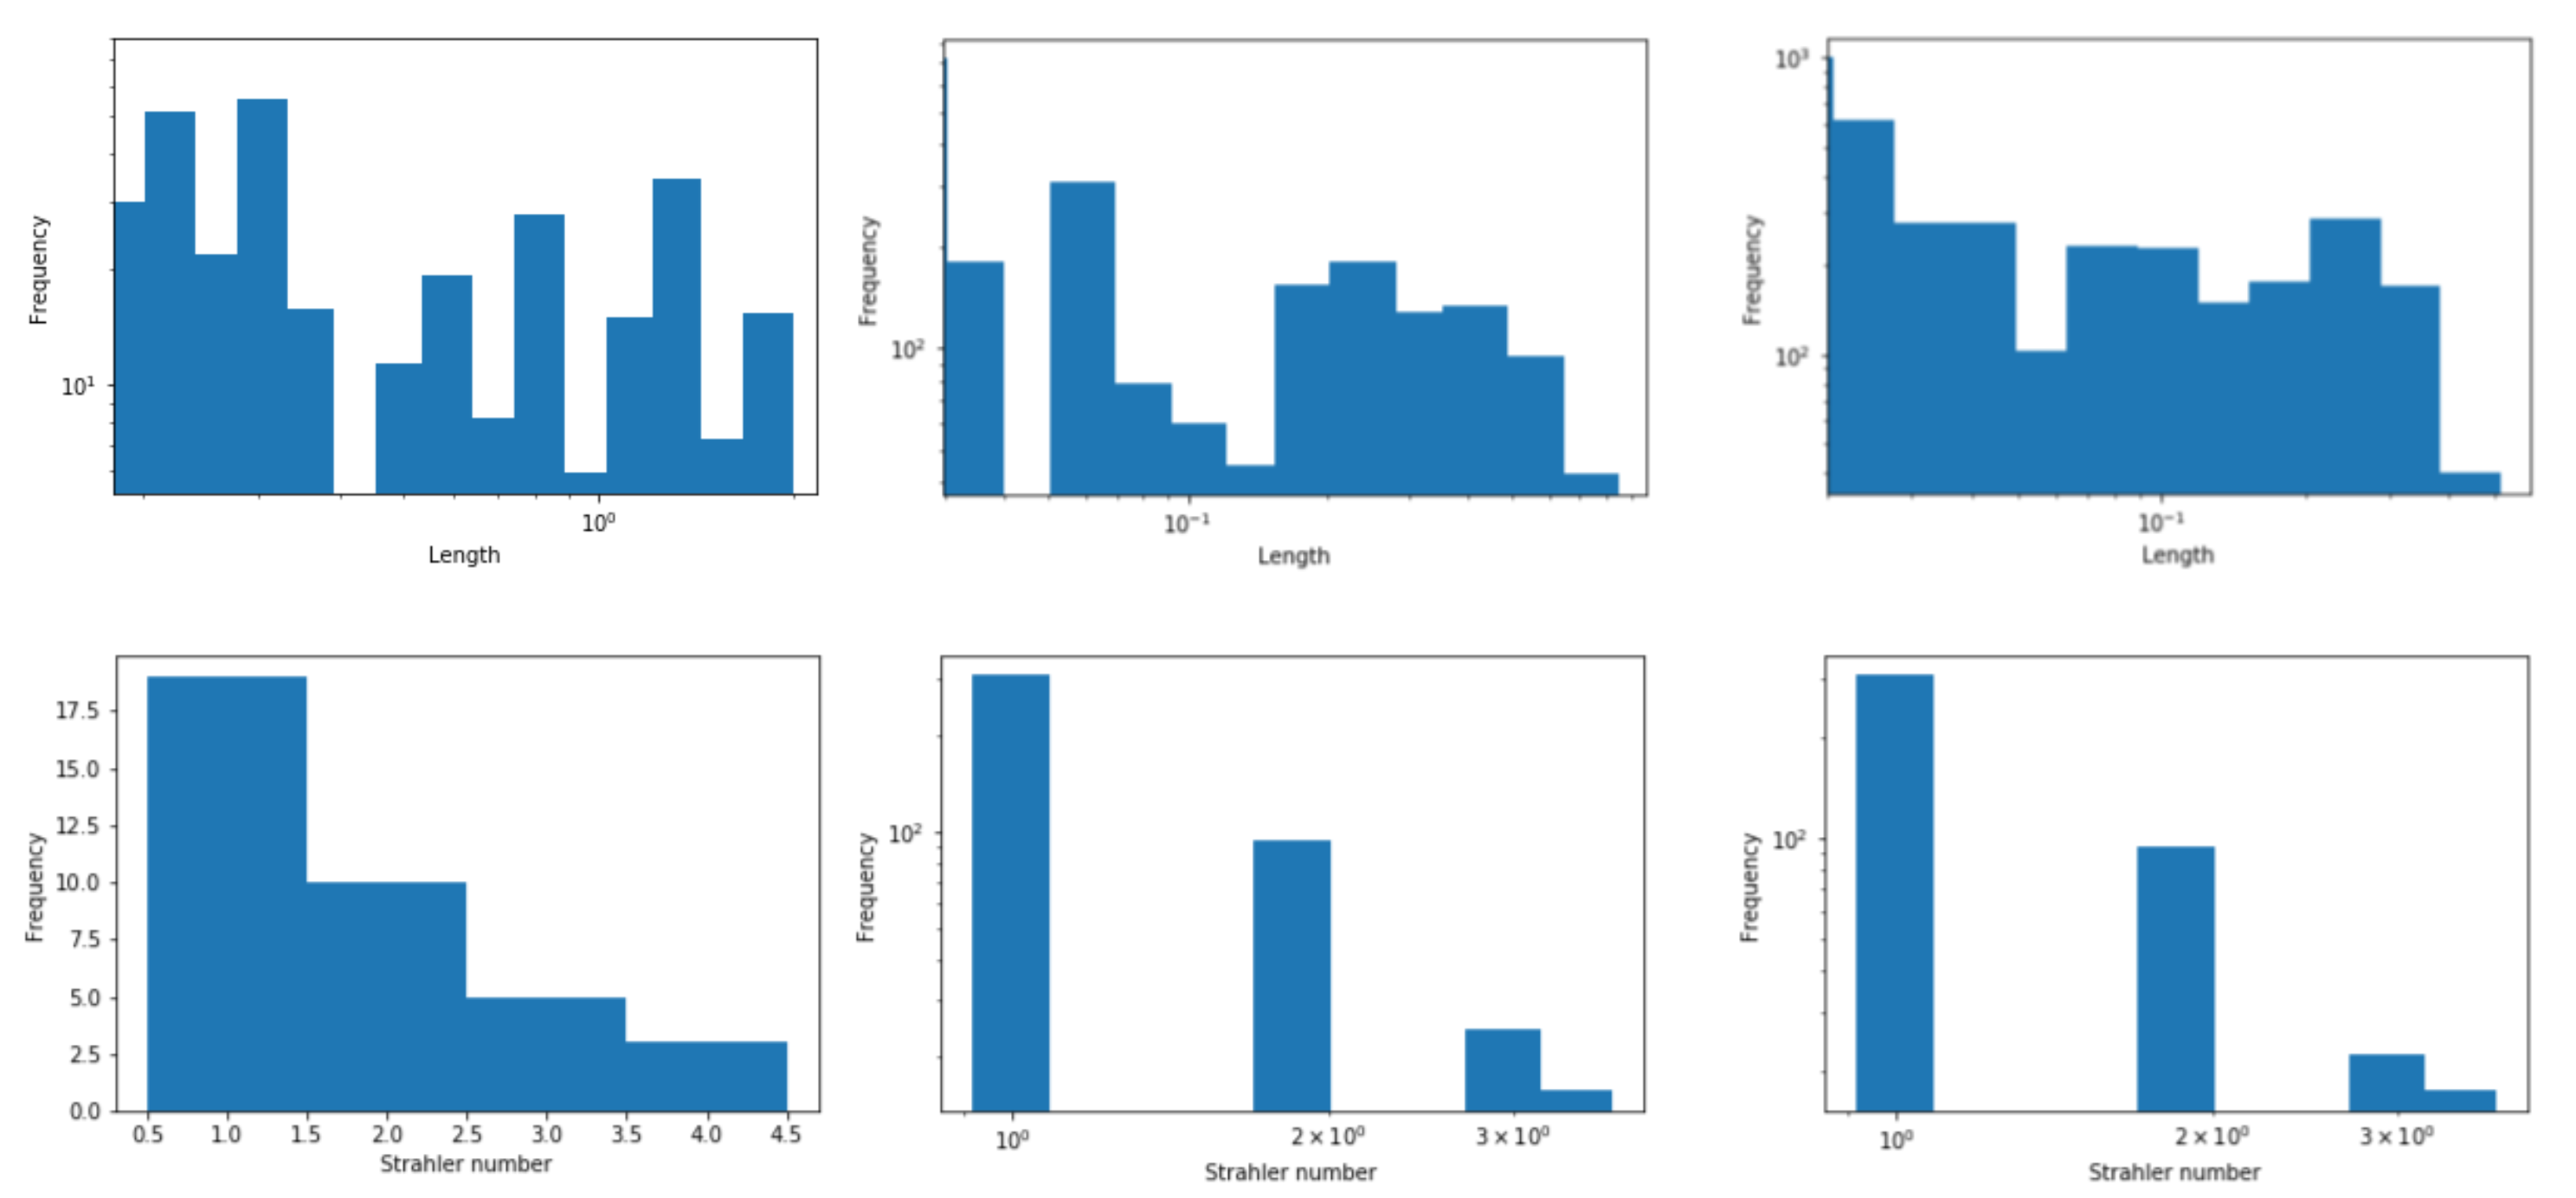 Frequency
10¹
10⁰
Length
Frequency
10²
10⁻¹
Length
Frequency
10³
10²
10⁻¹
Length
Frequency
17.5
15.0
12.5
10.0
7.5
5.0
2.5
0.0
0.5 1.0 1.5 2.0 2.5 3.0 3.5 4.0 4.5
Strahler number
Frequency
10²
10⁰ 2 × 10⁰ 3 × 10⁰
Strahler number
Frequency
10²
10⁰ 2 × 10⁰ 3 × 10⁰
Strahler number